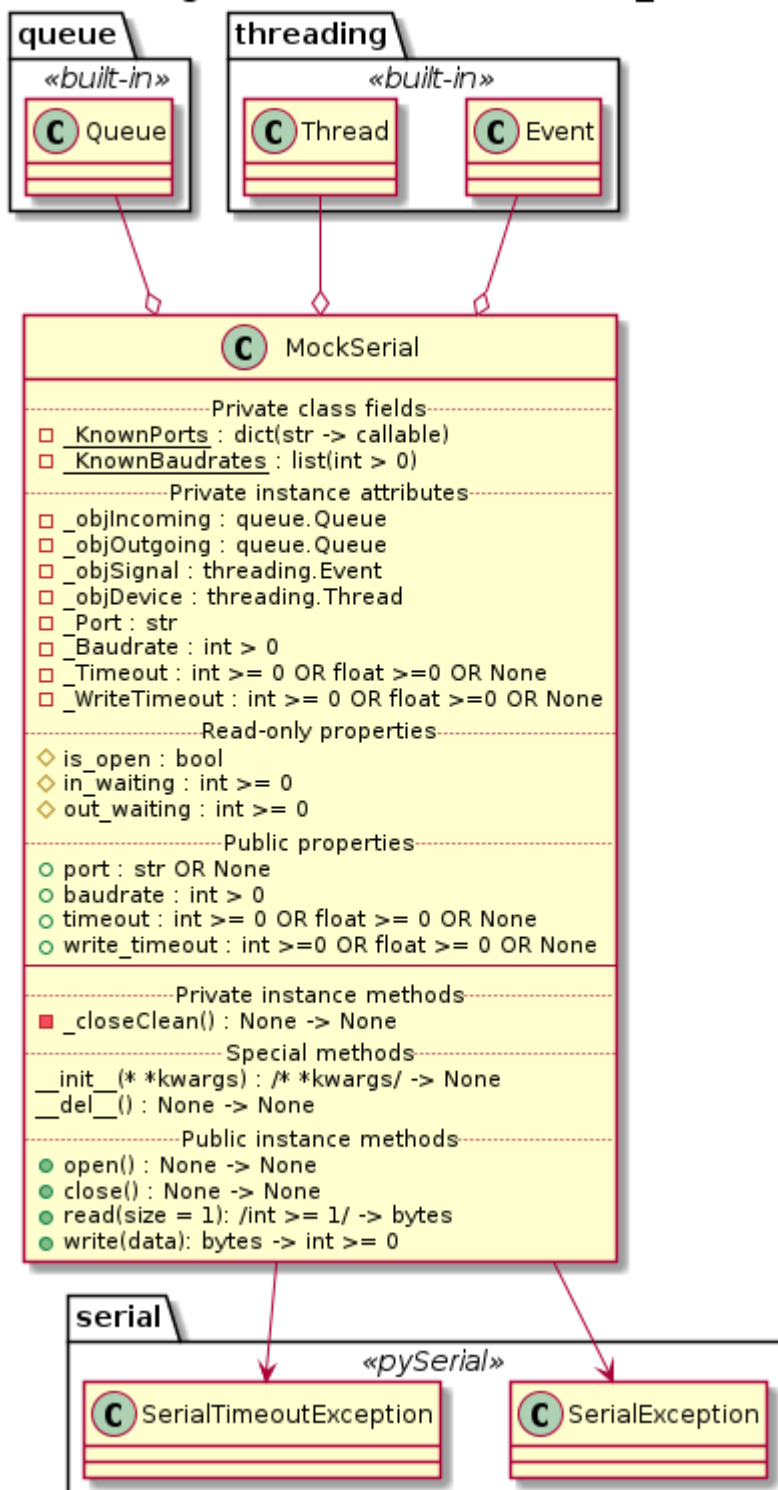 queue
threading
«built-in»
«built-in»
C Queue
C Thread
C Event
C MockSerial
Private class fields
_KnownPorts : dict(str -> callable)
_KnownBaudrates : list(int > 0)
Private instance attributes
_objIncoming : queue.Queue
_objOutgoing : queue.Queue
_objSignal : threading.Event
_objDevice : threading.Thread
_Port : str
_Baudrate : int > 0
_Timeout : int >= 0 OR float >=0 OR None
_WriteTimeout : int >= 0 OR float >=0 OR None
Read-only properties
is_open : bool
in_waiting : int >= 0
out_waiting : int >= 0
Public properties
port : str OR None
baudrate : int > 0
timeout : int >= 0 OR float >= 0 OR None
write_timeout : int >=0 OR float >= 0 OR None
Private instance methods
_closeClean() : None -> None
Special methods
__init__(* *kwargs) : /* *kwargs/ -> None
__del__() : None -> None
Public instance methods
open() : None -> None
close() : None -> None
read(size = 1): /int >= 1/ -> bytes
write(data): bytes -> int >= 0
serial
«pySerial»
C SerialTimeoutException
C SerialException